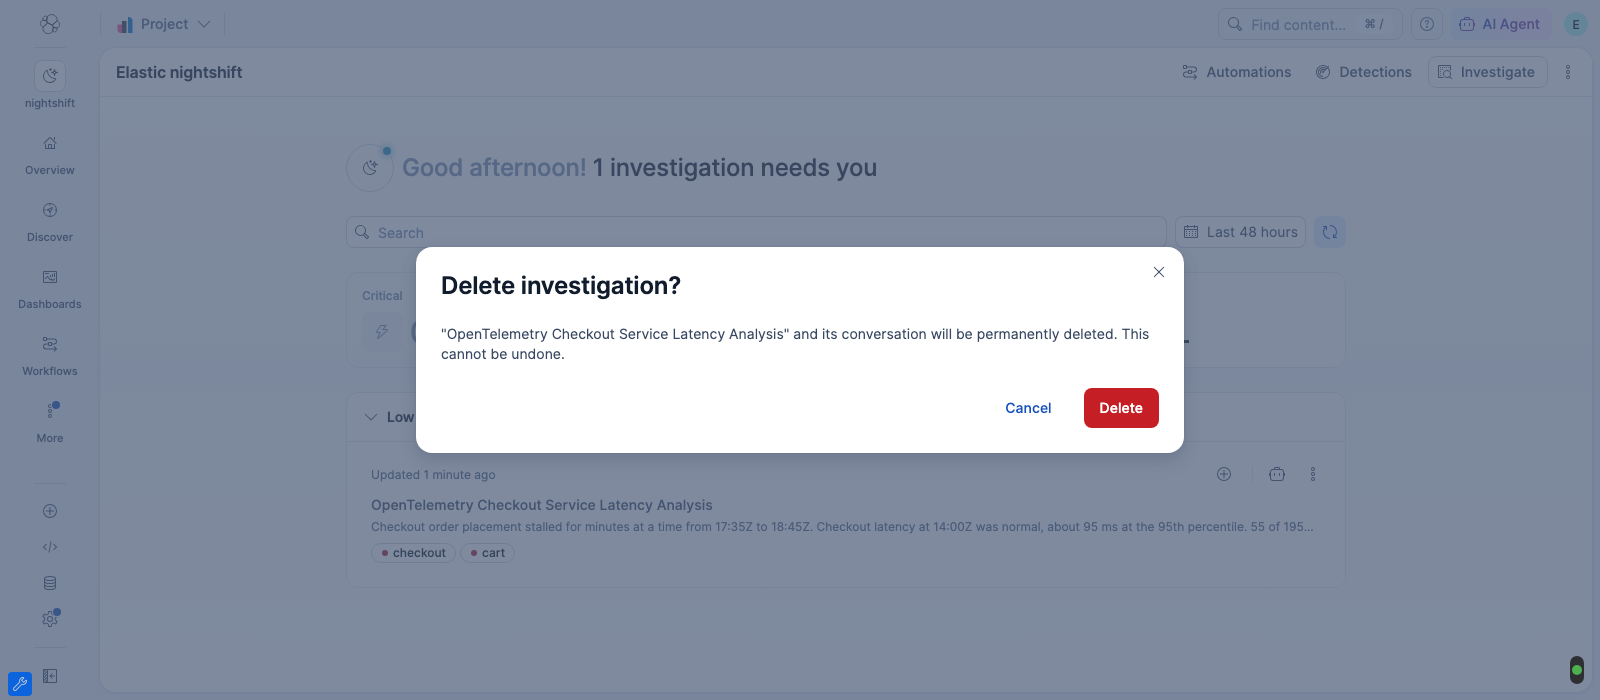 Project
Find content...
⌘ /
AI Agent
E
Elastic nightshift
Automations
Detections
Investigate
nightshift
Overview
Discover
Dashboards
Workflows
More
Good afternoon! 1 investigation needs you
Search
Last 48 hours
Critical
Delete investigation?
"OpenTelemetry Checkout Service Latency Analysis" and its conversation will be permanently deleted. This
cannot be undone.
Cancel
Delete
Low
Updated 1 minute ago
OpenTelemetry Checkout Service Latency Analysis
Checkout order placement stalled for minutes at a time from 17:35Z to 18:45Z. Checkout latency at 14:00Z was normal, about 95 ms at the 95th percentile. 55 of 195...
checkout
cart